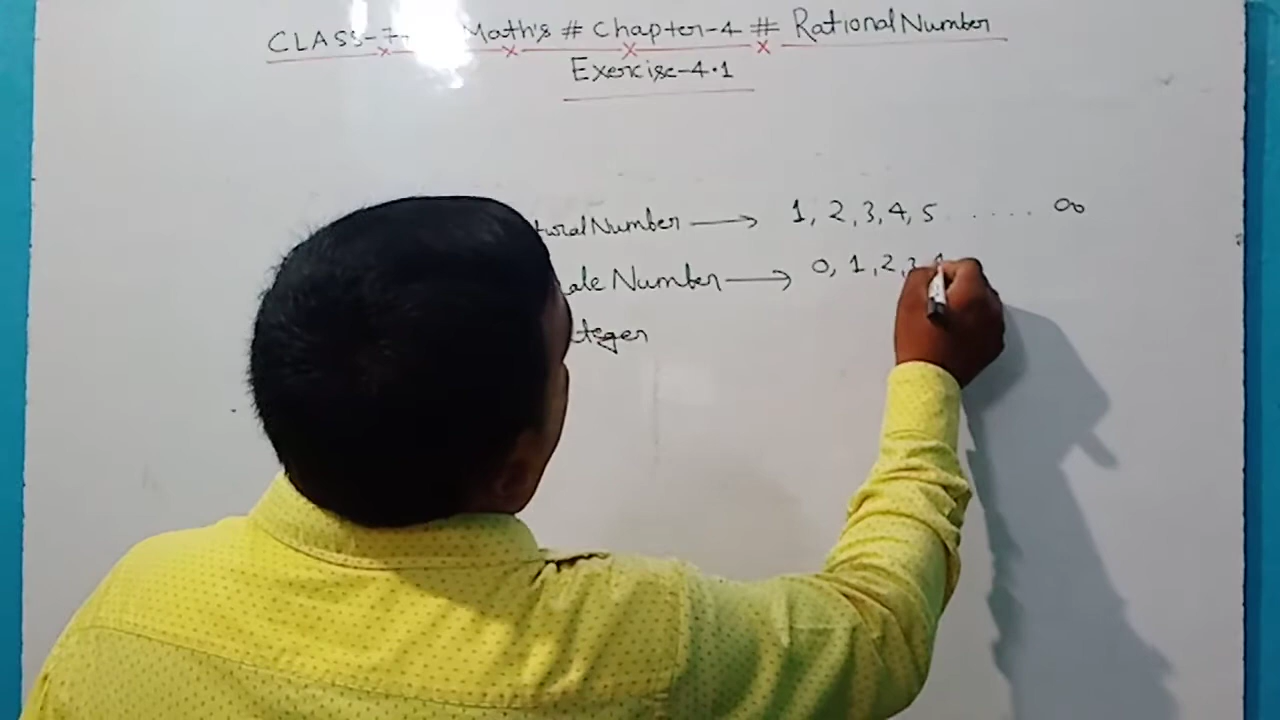 CLASS-7 Math's # Chapter-4 # Rational Number
Exercise-4.1
tural Number → 1, 2, 3, 4, 5 ...... ∞
ole Number → 0, 1, 2, 3
teger